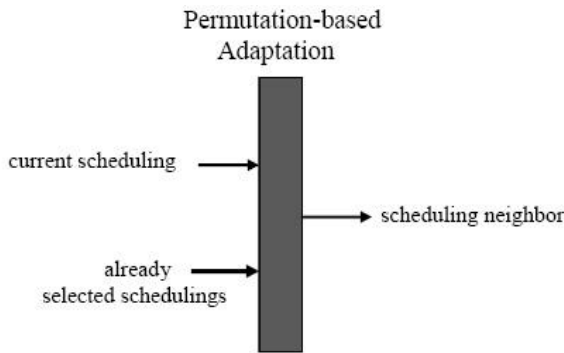 Permutation-based
Adaptation
current scheduling
scheduling neighbor
already
selected schedulings